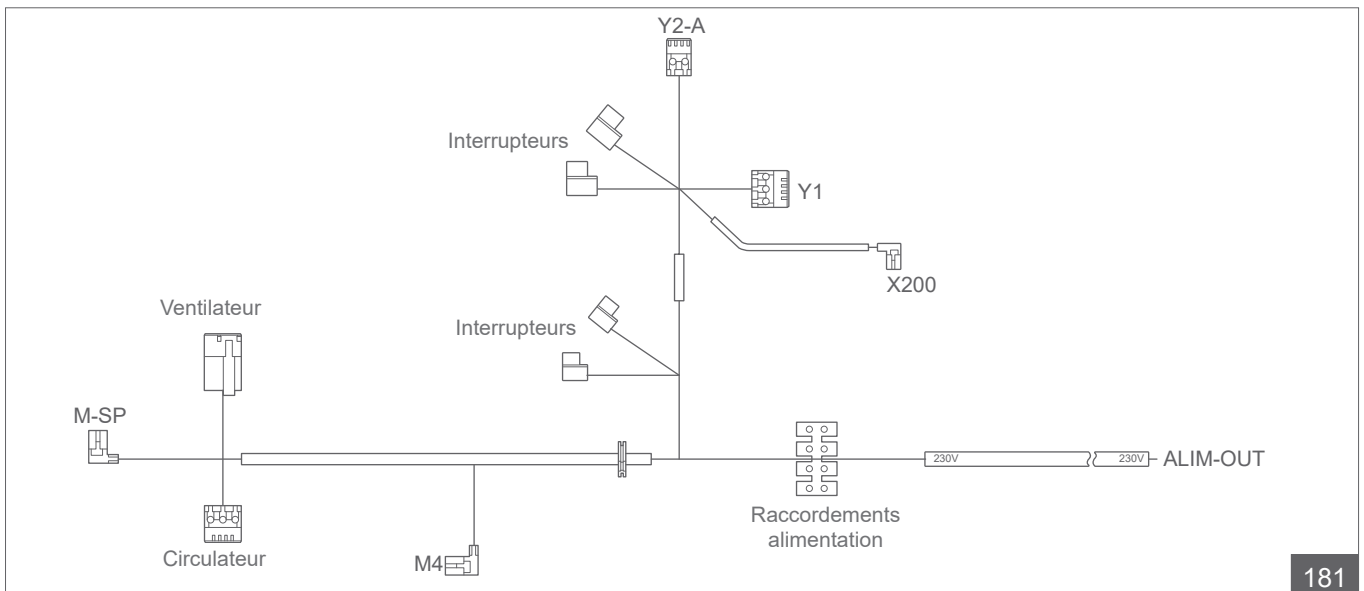 Y2-A
Interrupteurs
Y1
X200
Ventilateur
Interrupteurs
M-SP
230V
230V
ALIM-OUT
Raccordements
alimentation
Circulateur
M4
181